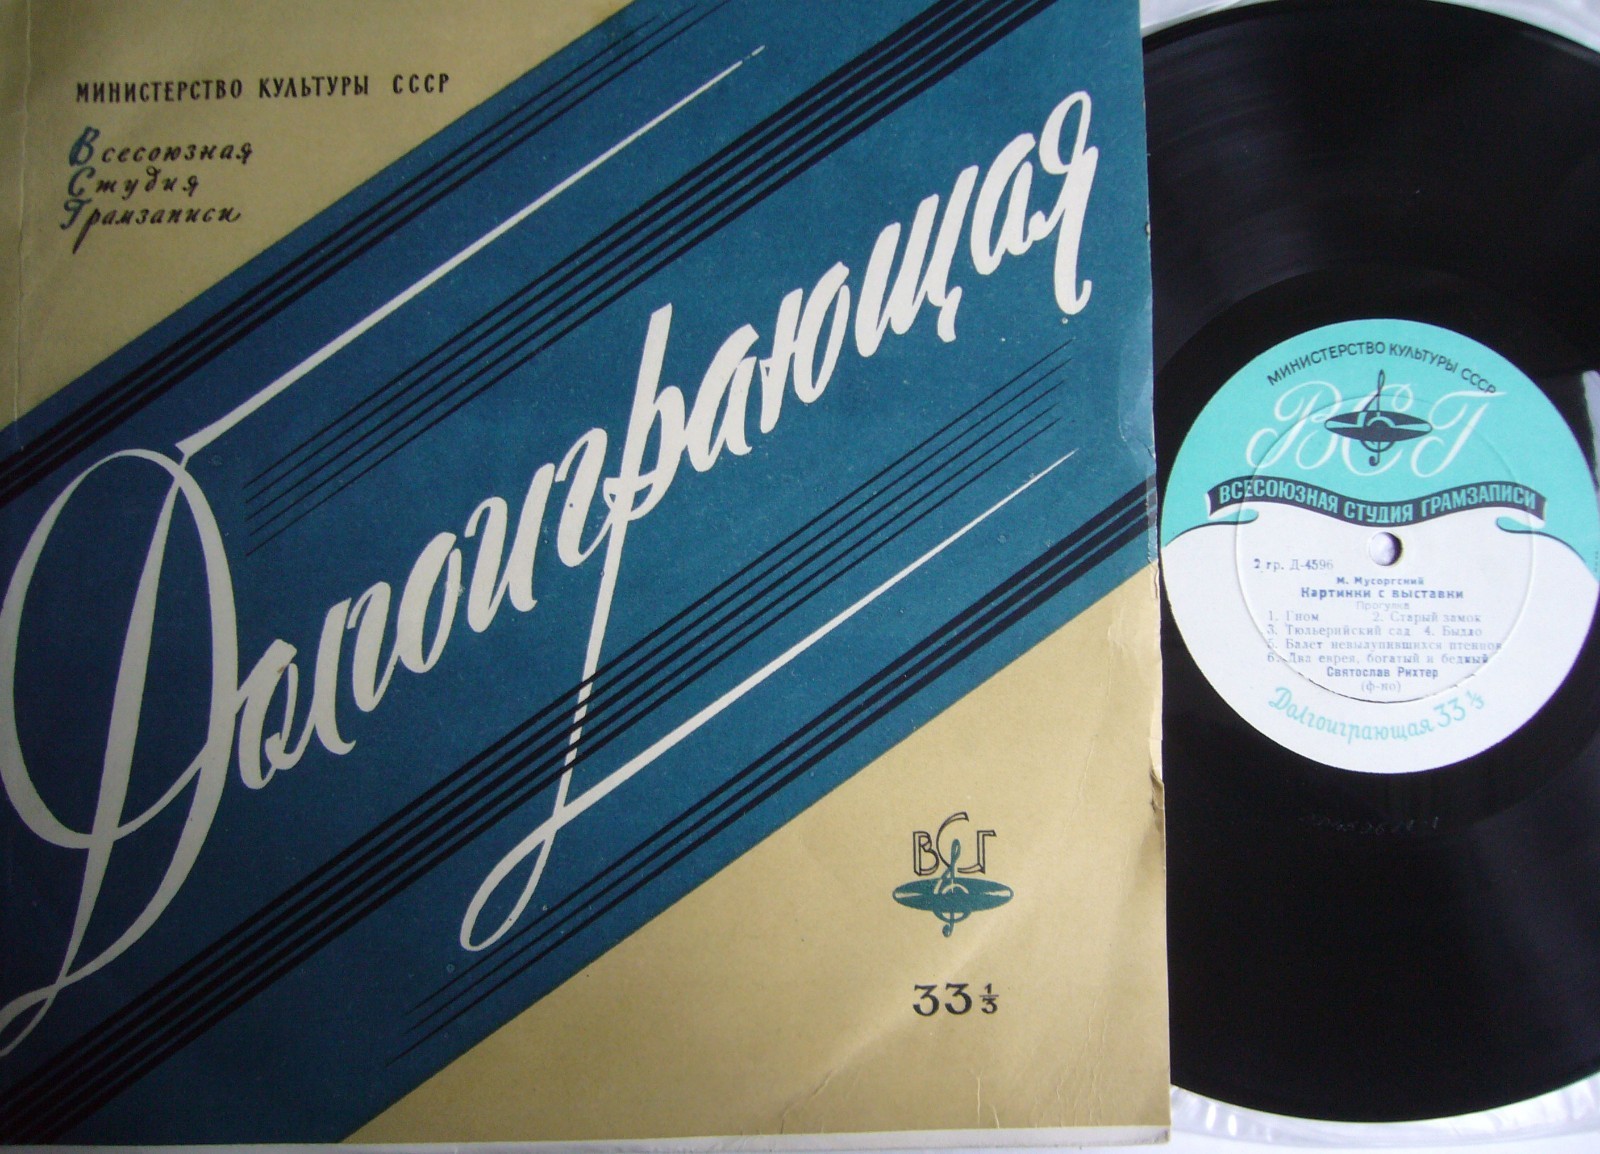 МИНИСТЕРСТВО КУЛЬТУРЫ СССР
Всесоюзная
Студия
Грамзаписи
Долгоиграющая
ВСГ
33 1/3
МИНИСТЕРСТВО КУЛЬТУРЫ СССР
ВСГ
ВСЕСОЮЗНАЯ СТУДИЯ ГРАМЗАПИСИ
2 гр. Д-4596
М. Мусоргский
Картинки с выставки
Прогулка
1. Гном 2. Старый замок
3. Тюльерийский сад 4. Быдло
5. Балет невылупившихся птенцов
6. Два еврея, богатый и бедный
Святослав Рихтер
(ф-но)
Долгоиграющая 33 1/3